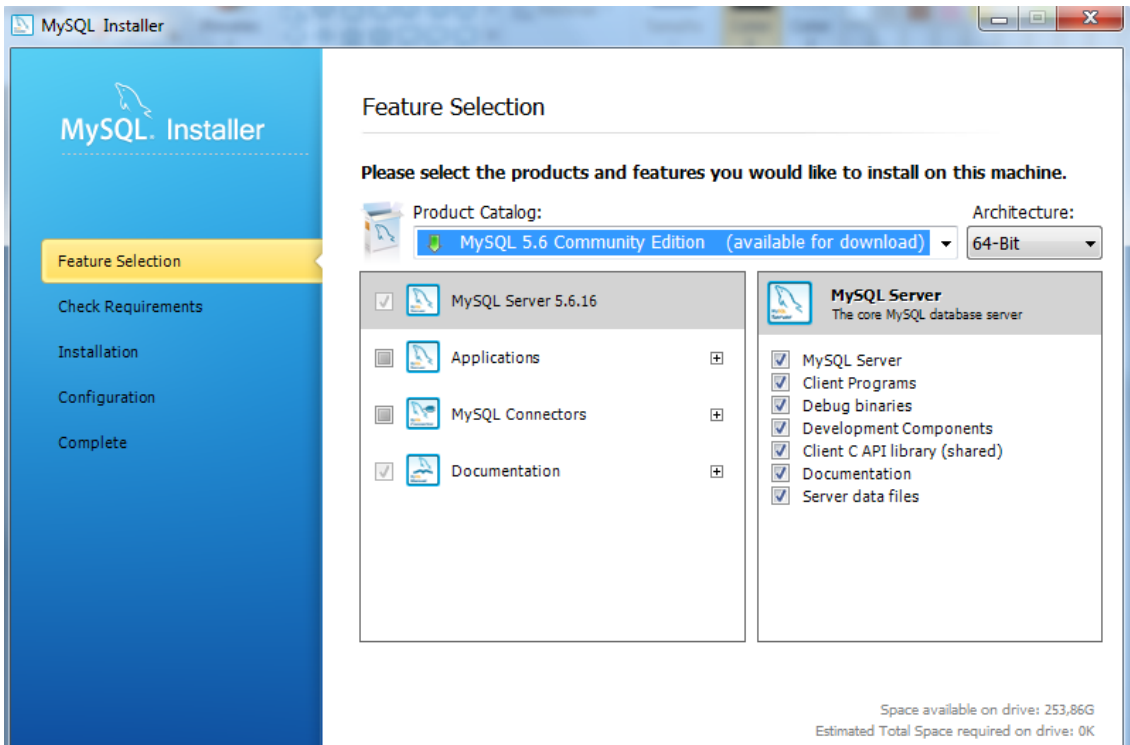 MySQL Installer
MySQL. Installer
Feature Selection
Check Requirements
Installation
Configuration
Complete
Feature Selection
Please select the products and features you would like to install on this machine.
Product Catalog:
Architecture:
MySQL 5.6 Community Edition (available for download)
64-Bit
MySQL Server 5.6.16
Applications
MySQL Connectors
Documentation
MySQL Server
The core MySQL database server
MySQL Server
Client Programs
Debug binaries
Development Components
Client C API library (shared)
Documentation
Server data files
Space available on drive: 253,86G
Estimated Total Space required on drive: 0K